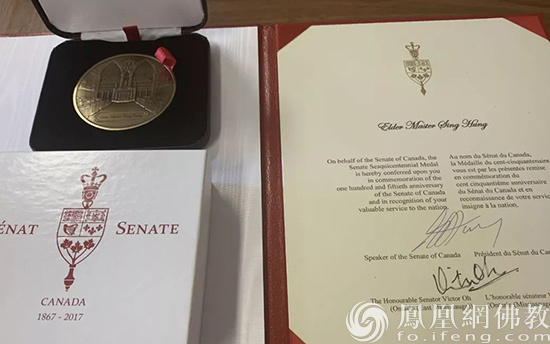 SÉNAT SENATE
CANADA
1867 - 2017
Elder Master Sing Hung
On behalf of the Senate of Canada, the
Senate Sesquicentennial Medal
is hereby conferred upon you
in commemoration of the
one hundred and fiftieth anniversary
of the Senate of Canada
and in recognition of your
valuable service to the nation.
Au nom du Sénat du Canada,
la Médaille du cent-cinquantenaire
vous est par les présentes remise
en commémoration du
cent cinquantième anniversaire
du Sénat du Canada et en
reconnaissance de votre service
insigne à la nation.
Speaker of the Senate of Canada
Président du Sénat du Can
The Honourable Senator Victor Oh
L'honorable sénateur V
鳳凰網佛教
fo.ifeng.com